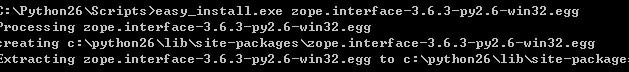 C:\Python26\Scripts>easy_install.exe zope.interface-3.6.3-py2.6-win32.egg
Processing zope.interface-3.6.3-py2.6-win32.egg
creating c:\python26\lib\site-packages\zope.interface-3.6.3-py2.6-win32.egg
Extracting zope.interface-3.6.3-py2.6-win32.egg to c:\python26\lib\site-packages